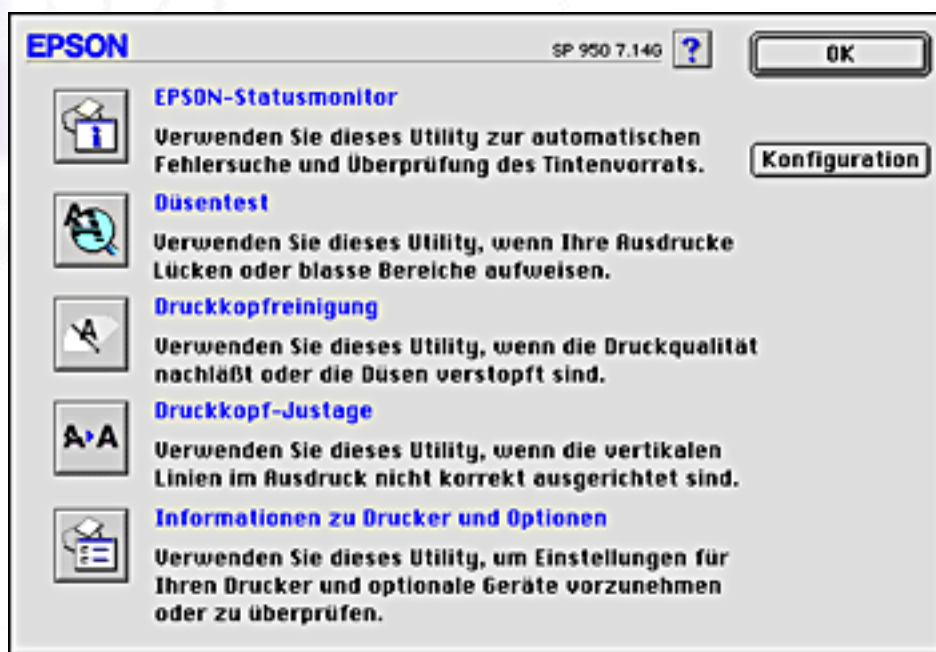 EPSON
SP 950 7.14G
?
OK
EPSON-Statusmonitor
Verwenden Sie dieses Utility zur automatischen
Fehlersuche und Überprüfung des Tintenvorrats.
Konfiguration
Düsentest
Verwenden Sie dieses Utility, wenn Ihre Ausdrucke
Lücken oder blasse Bereiche aufweisen.
Druckkopfreinigung
Verwenden Sie dieses Utility, wenn die Druckqualität
nachläßt oder die Düsen verstopft sind.
Druckkopf-Justage
Verwenden Sie dieses Utility, wenn die vertikalen
Linien im Ausdruck nicht korrekt ausgerichtet sind.
Informationen zu Drucker und Optionen
Verwenden Sie dieses Utility, um Einstellungen für
Ihren Drucker und optionale Geräte vorzunehmen
oder zu überprüfen.